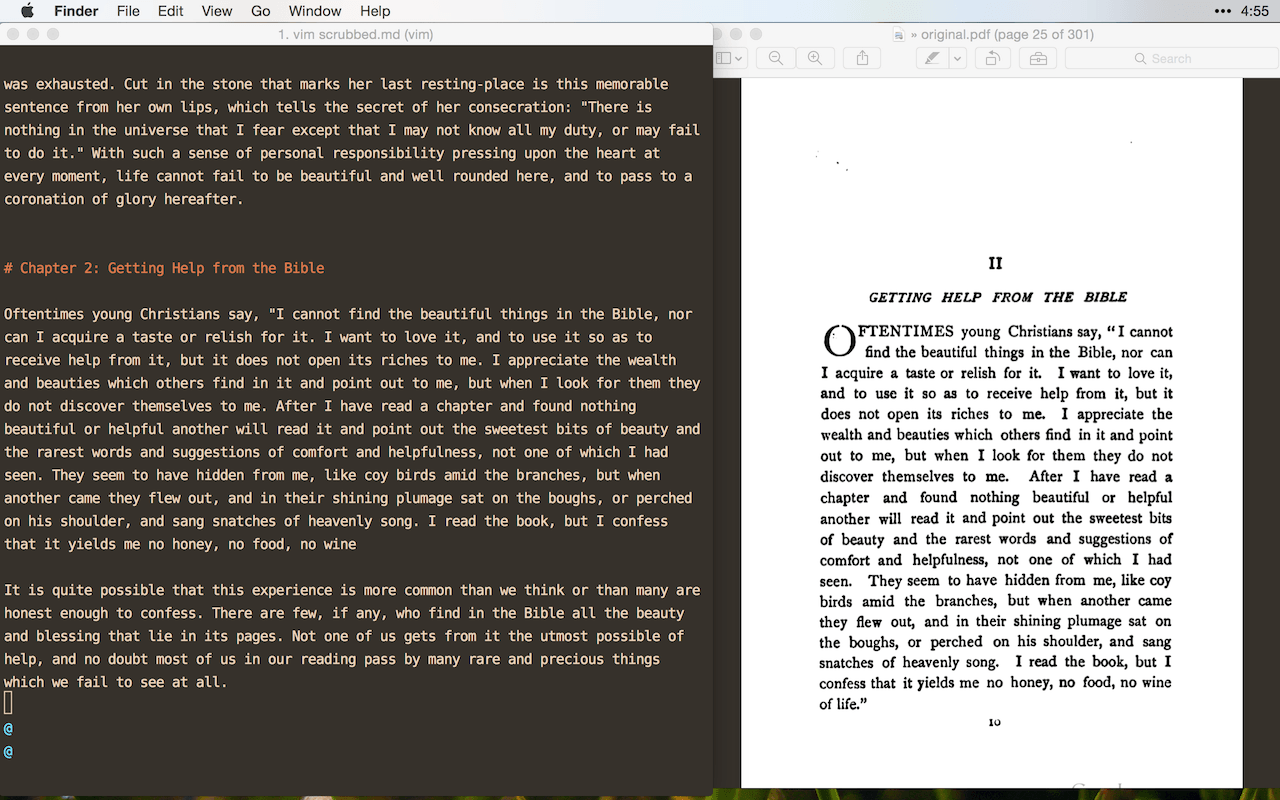 Finder File Edit View Go Window Help ••• 4:55
1. vim scrubbed.md (vim)
was exhausted. Cut in the stone that marks her last resting-place is this memorable
sentence from her own lips, which tells the secret of her consecration: "There is
nothing in the universe that I fear except that I may not know all my duty, or may fail
to do it." With such a sense of personal responsibility pressing upon the heart at
every moment, life cannot fail to be beautiful and well rounded here, and to pass to a
coronation of glory hereafter.
# Chapter 2: Getting Help from the Bible
Oftentimes young Christians say, "I cannot find the beautiful things in the Bible, nor
can I acquire a taste or relish for it. I want to love it, and to use it so as to
receive help from it, but it does not open its riches to me. I appreciate the wealth
and beauties which others find in it and point out to me, but when I look for them they
do not discover themselves to me. After I have read a chapter and found nothing
beautiful or helpful another will read it and point out the sweetest bits of beauty and
the rarest words and suggestions of comfort and helpfulness, not one of which I had
seen. They seem to have hidden from me, like coy birds amid the branches, but when
another came they flew out, and in their shining plumage sat on the boughs, or perched
on his shoulder, and sang snatches of heavenly song. I read the book, but I confess
that it yields me no honey, no food, no wine
It is quite possible that this experience is more common than we think or than many are
honest enough to confess. There are few, if any, who find in the Bible all the beauty
and blessing that lie in its pages. Not one of us gets from it the utmost possible of
help, and no doubt most of us in our reading pass by many rare and precious things
which we fail to see at all.
@
@
» original.pdf (page 25 of 301)
Search
II
GETTING HELP FROM THE BIBLE
OFTENTIMES young Christians say, “I cannot
find the beautiful things in the Bible, nor can
I acquire a taste or relish for it. I want to love it,
and to use it so as to receive help from it, but it
does not open its riches to me. I appreciate the
wealth and beauties which others find in it and point
out to me, but when I look for them they do not
discover themselves to me. After I have read a
chapter and found nothing beautiful or helpful
another will read it and point out the sweetest bits
of beauty and the rarest words and suggestions of
comfort and helpfulness, not one of which I had
seen. They seem to have hidden from me, like coy
birds amid the branches, but when another came
they flew out, and in their shining plumage sat on
the boughs, or perched on his shoulder, and sang
snatches of heavenly song. I read the book, but I
confess that it yields me no honey, no food, no wine
of life.”
10